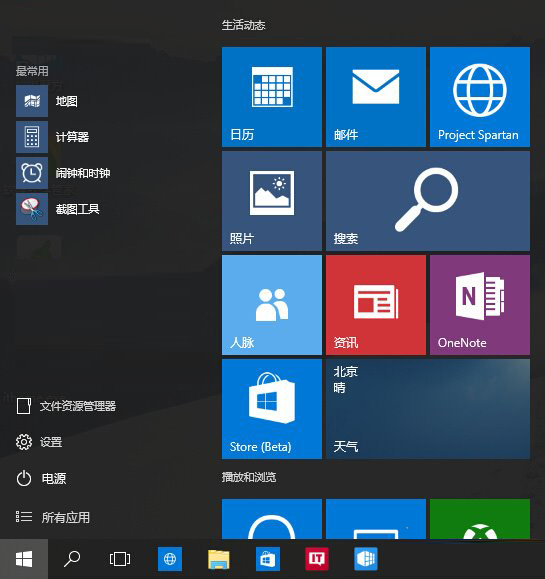 生活动态
最常用
地图
计算器
闹钟和时钟
截图工具
日历
邮件
Project Spartan
照片
搜索
人脉
资讯
N
OneNote
Store (Beta)
北京
晴
天气
文件资源管理器
设置
电源
所有应用
播放和浏览
IT